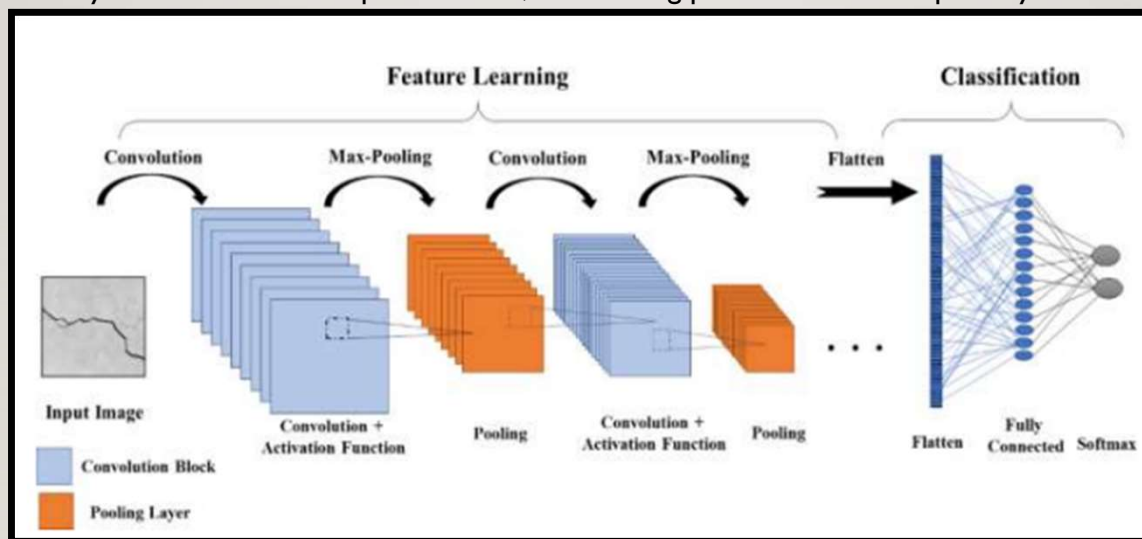 Feature Learning
Classification
Convolution
Max-Pooling
Convolution
Max-Pooling
Flatten
Input Image
Convolution +
Activation Function
Pooling
Convolution +
Activation Function
Pooling
. . .
Flatten
Fully
Connected
Softmax
Convolution Block
Pooling Layer